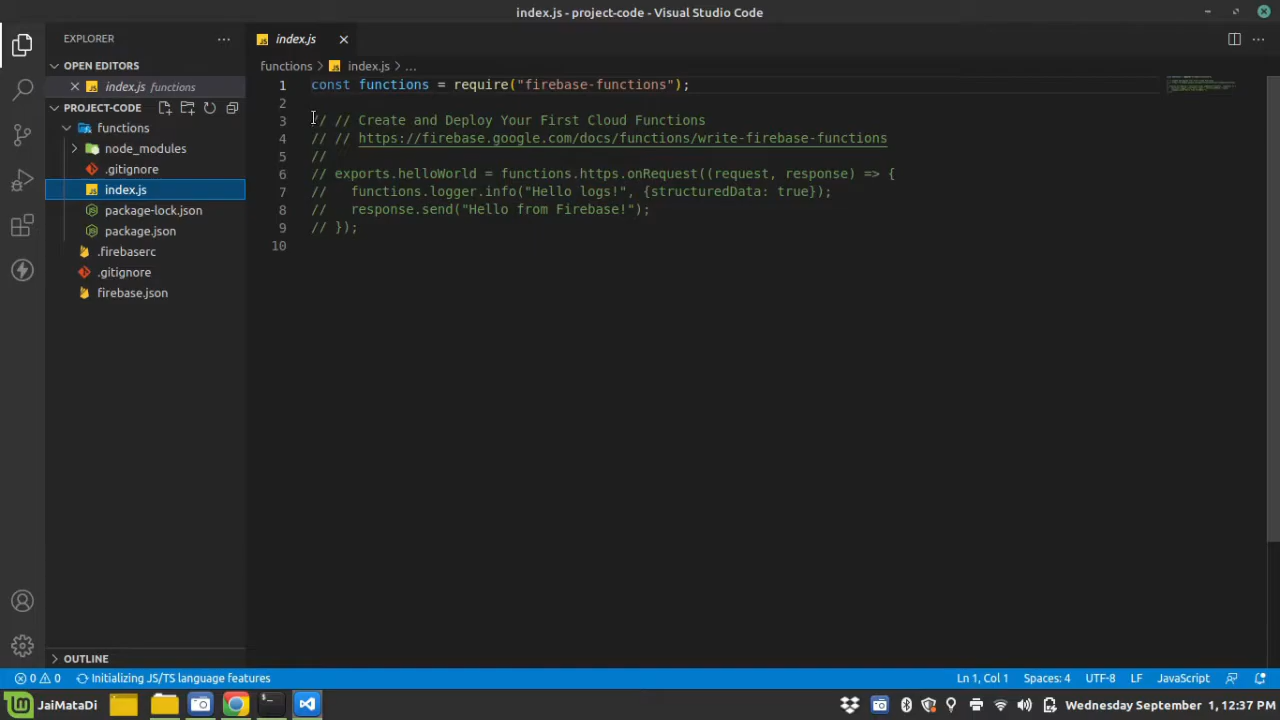 index.js - project-code - Visual Studio Code
EXPLORER
index.js
OPEN EDITORS
index.js functions
functions > index.js > ...
PROJECT-CODE
functions
node_modules
.gitignore
index.js
package-lock.json
package.json
.firebaserc
.gitignore
firebase.json
1 const functions = require("firebase-functions");
2
3 // // Create and Deploy Your First Cloud Functions
4 // // https://firebase.google.com/docs/functions/write-firebase-functions
5 //
6 // exports.helloWorld = functions.https.onRequest((request, response) => {
7 //   functions.logger.info("Hello logs!", {structuredData: true});
8 //   response.send("Hello from Firebase!");
9 // });
10
OUTLINE
0 0 Initializing JS/TS language features
Ln 1, Col 1 Spaces: 4 UTF-8 LF JavaScript
JaiMataDi
Wednesday September 1, 12:37 PM